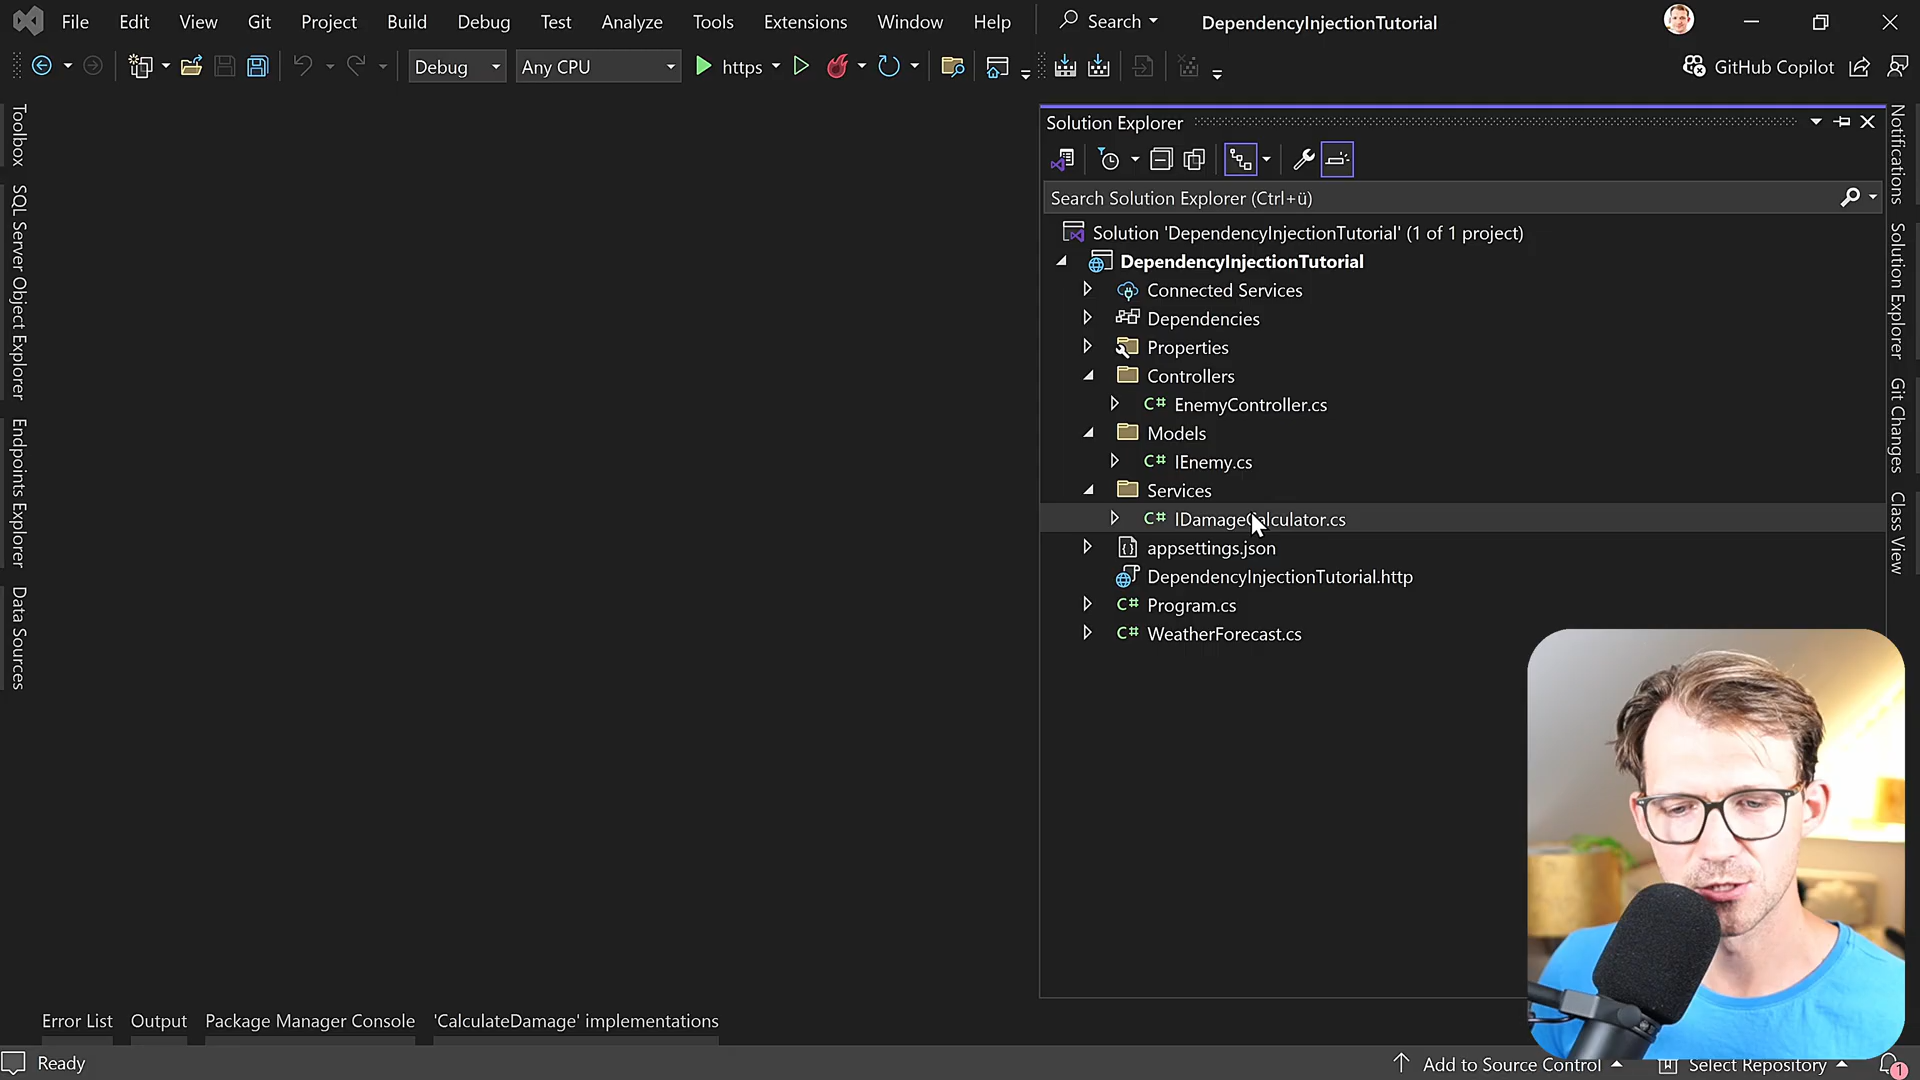 File Edit View Git Project Build Debug Test Analyze Tools Extensions Window Help Search DependencyInjectionTutorial
Debug Any CPU https GitHub Copilot
Toolbox
SQL Server Object Explorer
Endpoints Explorer
Data Sources
Solution Explorer
Search Solution Explorer (Ctrl+ü)
Solution 'DependencyInjectionTutorial' (1 of 1 project)
DependencyInjectionTutorial
Connected Services
Dependencies
Properties
Controllers
C# EnemyController.cs
Models
C# IEnemy.cs
Services
C# IDamageCalculator.cs
appsettings.json
DependencyInjectionTutorial.http
C# Program.cs
C# WeatherForecast.cs
Notifications
Solution Explorer
Git Changes
Class View
Error List Output Package Manager Console 'CalculateDamage' implementations
Ready Add to Source Control Select Repository 1